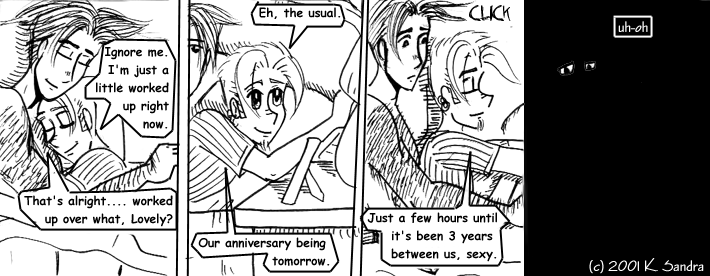 Ignore me.
I'm just a
little worked
up right
now.
That's alright.... worked
up over what, Lovely?
Eh, the usual.
Our anniversary being
tomorrow.
CLICK
Just a few hours until
it's been 3 years
between us, sexy.
uh-oh
(c) 2001 K. Sandra